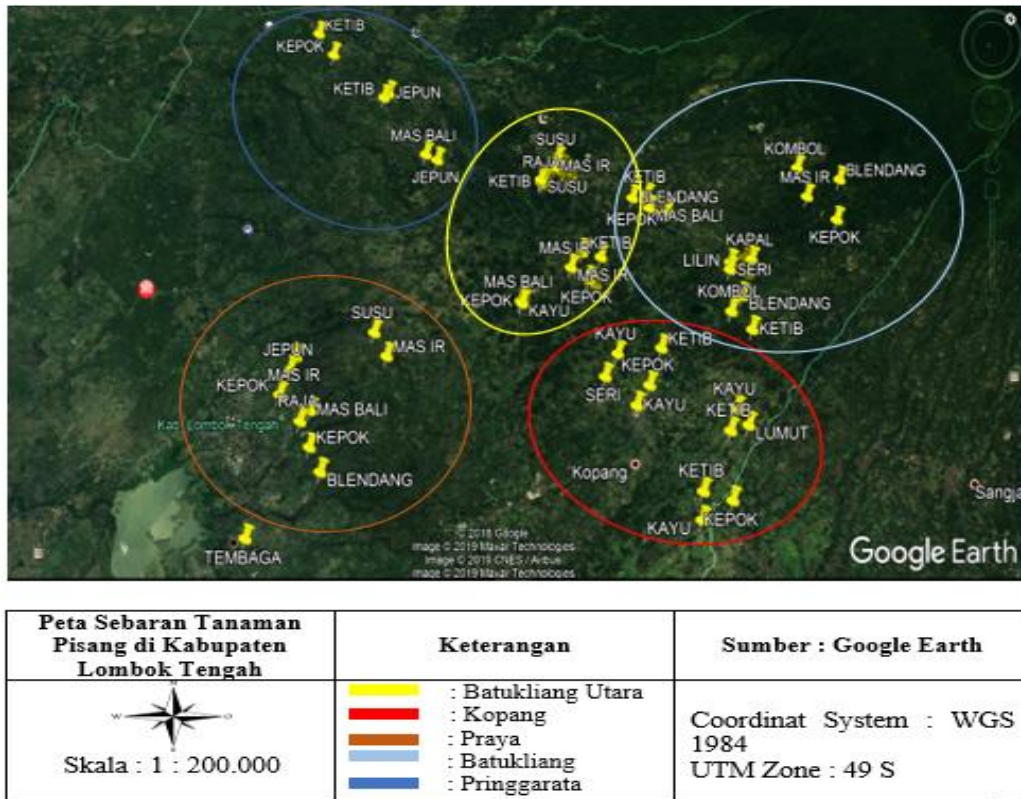 KETIB
KEPOK
KETIB JEPUN
MAS BALI
JEPUN
SUSU
RAJA MAS IR
KETIB SUSU
KOMBOL
BLENDANG
MAS IR
KEPOK
KETIB
BLENDANG
KEPOK MAS BALI
MAS IR KETIB
MAS IR
MAS BALI
KEPOK KEPOK
KAYU
KAPAL
LILIN SERI
KOMBOL
BLENDANG
KETIB
SUSU
MAS IR
JEPUN
MAS IR
KEPOK
RAJA MAS BALI
Kab. Lombok Tengah
KEPOK
BLENDANG
TEMBAGA
KAYU KETIB
KEPOK
SERI KAYU
KAYU
KETIB
LUMUT
Kopang
KETIB
KAYU KEPOK
Sangja
© 2018 Google
Image © 2019 Maxar Technologies
Image © 2019 CNES / Airbus
Image © 2019 Maxar Technologies
Google Earth
Peta Sebaran Tanaman
Pisang di Kabupaten
Lombok Tengah
Keterangan
Sumber : Google Earth
N
W O
Skala : 1 : 200.000
: Batukliang Utara
: Kopang
: Praya
: Batukliang
: Pringgarata
Coordinat System : WGS
1984
UTM Zone : 49 S